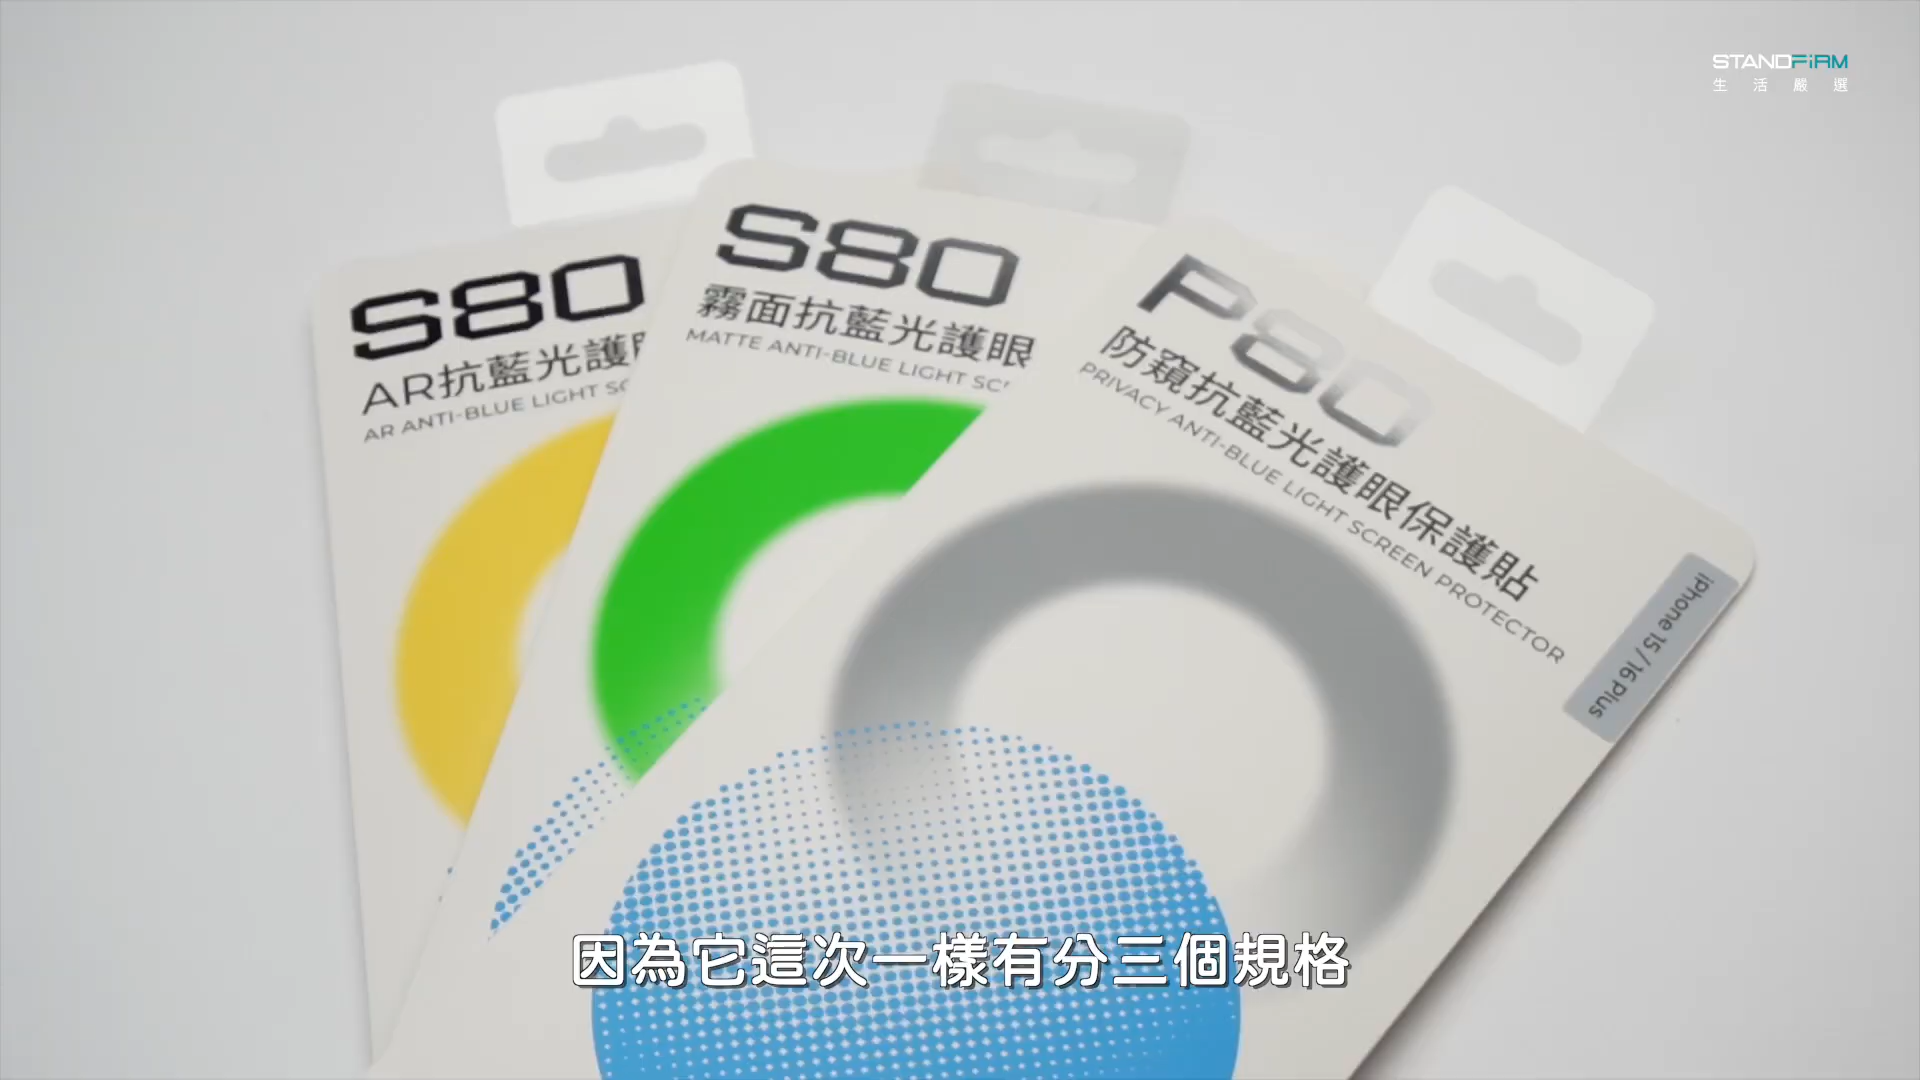 STANDFiRM
生活嚴選
S80
AR抗藍光護眼
AR ANTI-BLUE LIGHT SC
S80
霧面抗藍光護眼
MATTE ANTI-BLUE LIGHT SC
P80
防窺抗藍光護眼保護貼
PRIVACY ANTI-BLUE LIGHT SCREEN PROTECTOR
iPhone 15 / 16 Plus
因為它這次一樣有分三個規格